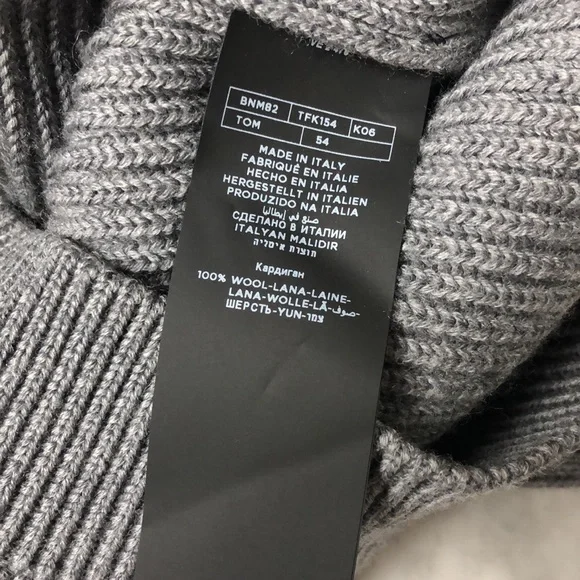 BNM82 TFK154 K06
TOM 54
MADE IN ITALY
FABRIQUÉ EN ITALIE
HECHO EN ITALIA
HERGESTELLT IN ITALIEN
PRODUZIDO NA ITALIA
صنع في إيطاليا
СДЕЛАНО В ИТАЛИИ
ITALYAN MALIDIR
תוצרת איטליה
Кардиган
100% WOOL-LANA-LAINE-
LANA-WOLLE-LÃ-صوف-
ШЕРСТЬ-YUN-צמר